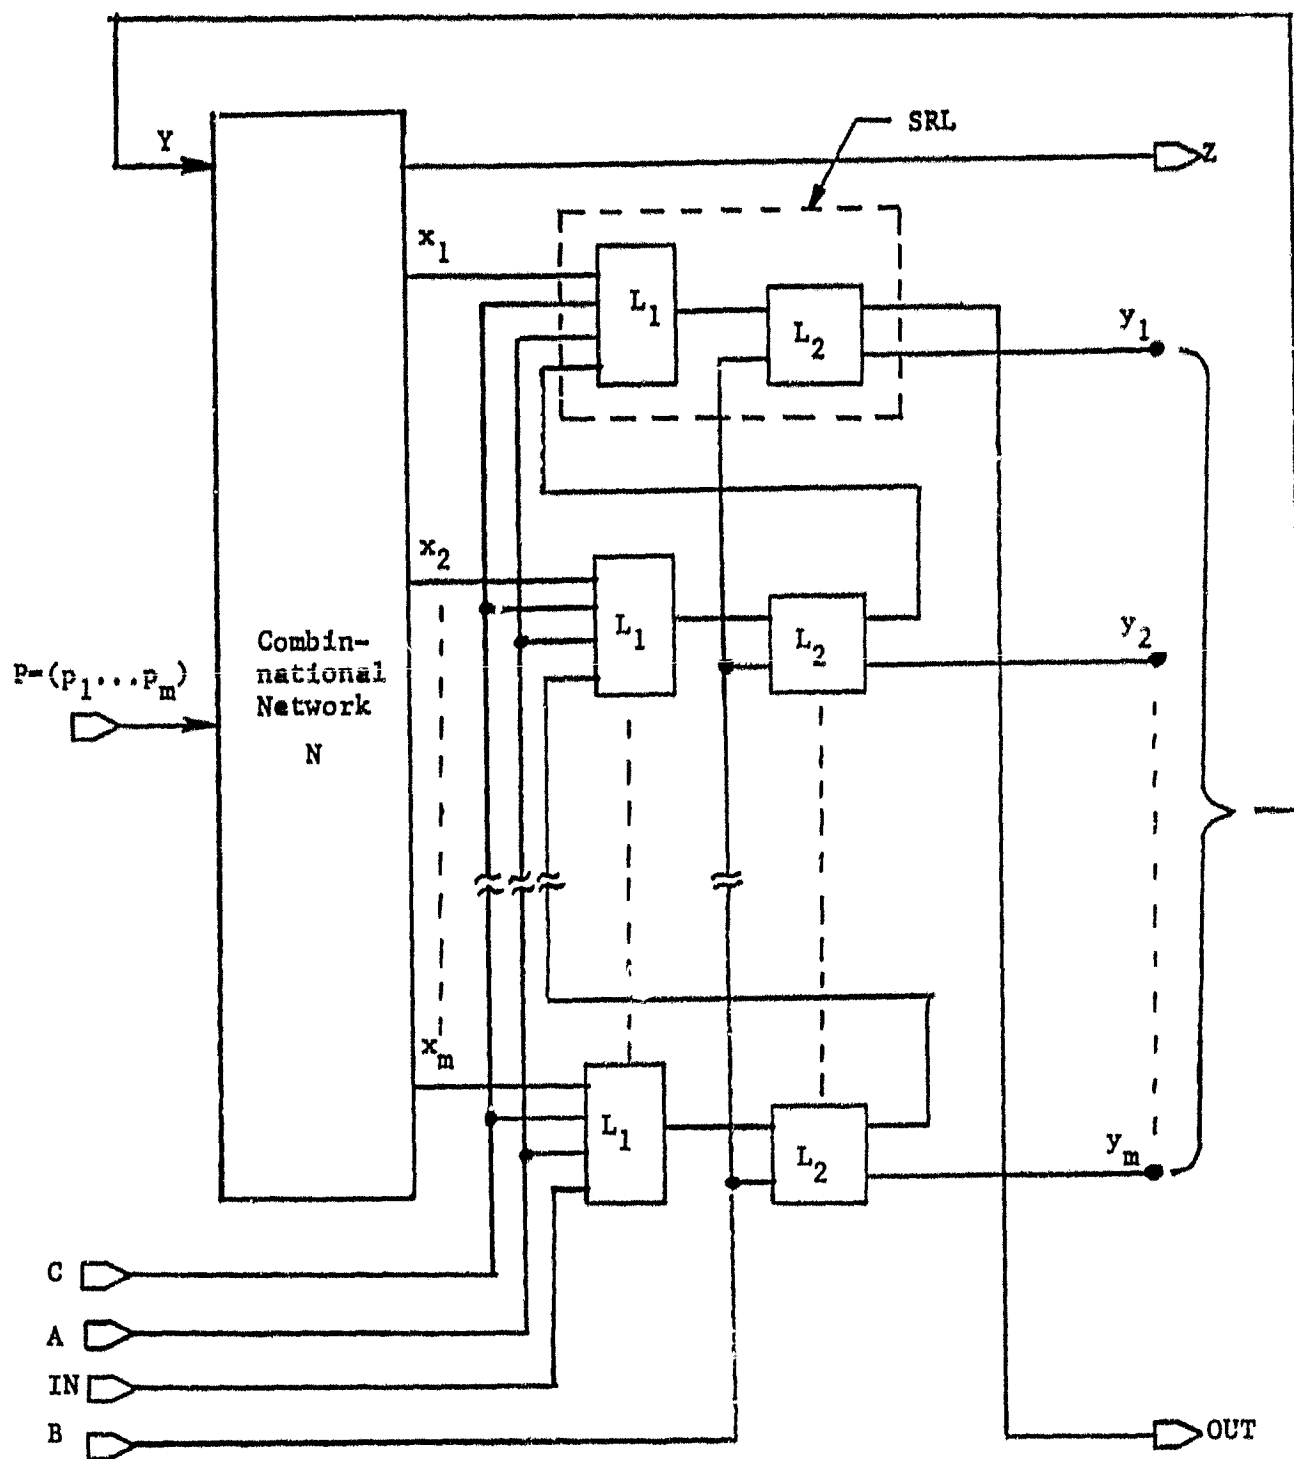 SRL
Y
Z
x1
L1
L2
y1
x2
L1
L2
y2
P=(p1...pm)
Combin-
national
Network
N
xm
L1
L2
ym
C
A
IN
B
OUT